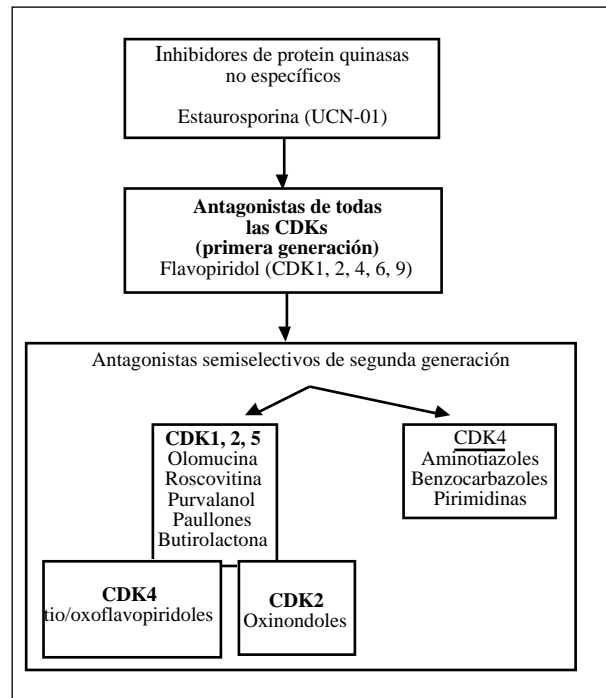 Inhibidores de protein quinasas
no específicos
Estaurosporina (UCN-01)
Antagonistas de todas
las CDKs
(primera generación)
Flavopiridol (CDK1, 2, 4, 6, 9)
Antagonistas semiselectivos de segunda generación
CDK1, 2, 5
Olomucina
Roscovitina
Purvalanol
Paullones
Butirolactona
CDK4
Aminotiazoles
Benzocarbazoles
Pirimidinas
CDK4
tio/oxoflavopiridoles
CDK2
Oxinondoles